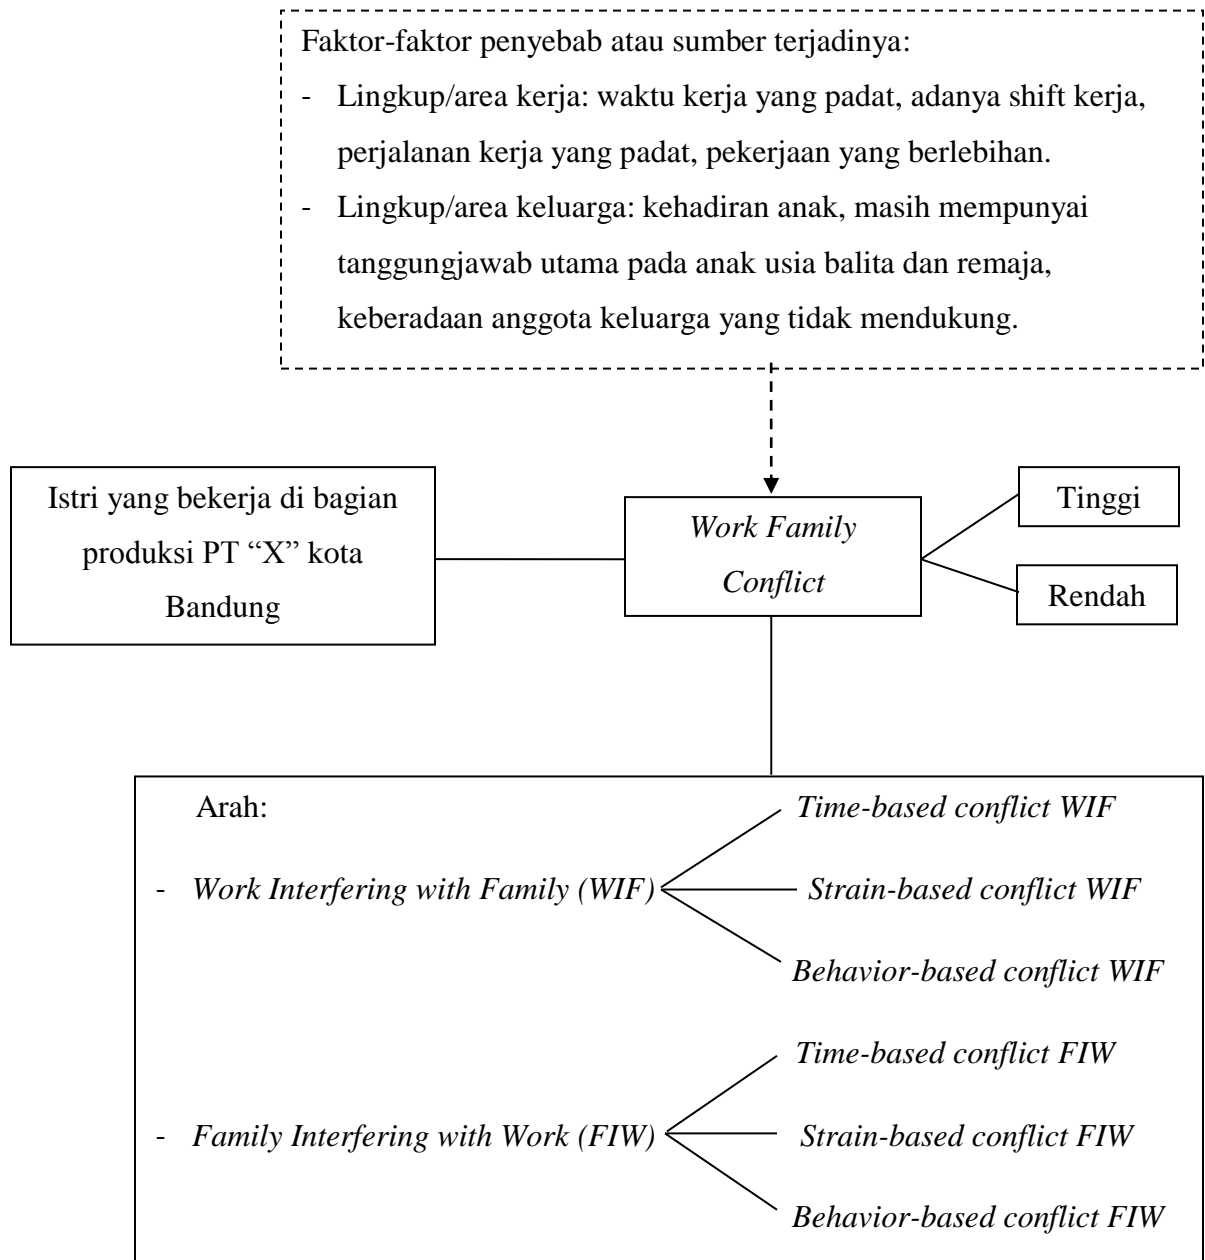 Faktor-faktor penyebab atau sumber terjadinya:
- Lingkup/area kerja: waktu kerja yang padat, adanya shift kerja,
perjalanan kerja yang padat, pekerjaan yang berlebihan.
- Lingkup/area keluarga: kehadiran anak, masih mempunyai
tanggungjawab utama pada anak usia balita dan remaja,
keberadaan anggota keluarga yang tidak mendukung.
Istri yang bekerja di bagian
produksi PT “X” kota
Bandung
Work Family
Conflict
Tinggi
Rendah
Arah:
- Work Interfering with Family (WIF)
Time-based conflict WIF
Strain-based conflict WIF
Behavior-based conflict WIF
- Family Interfering with Work (FIW)
Time-based conflict FIW
Strain-based conflict FIW
Behavior-based conflict FIW